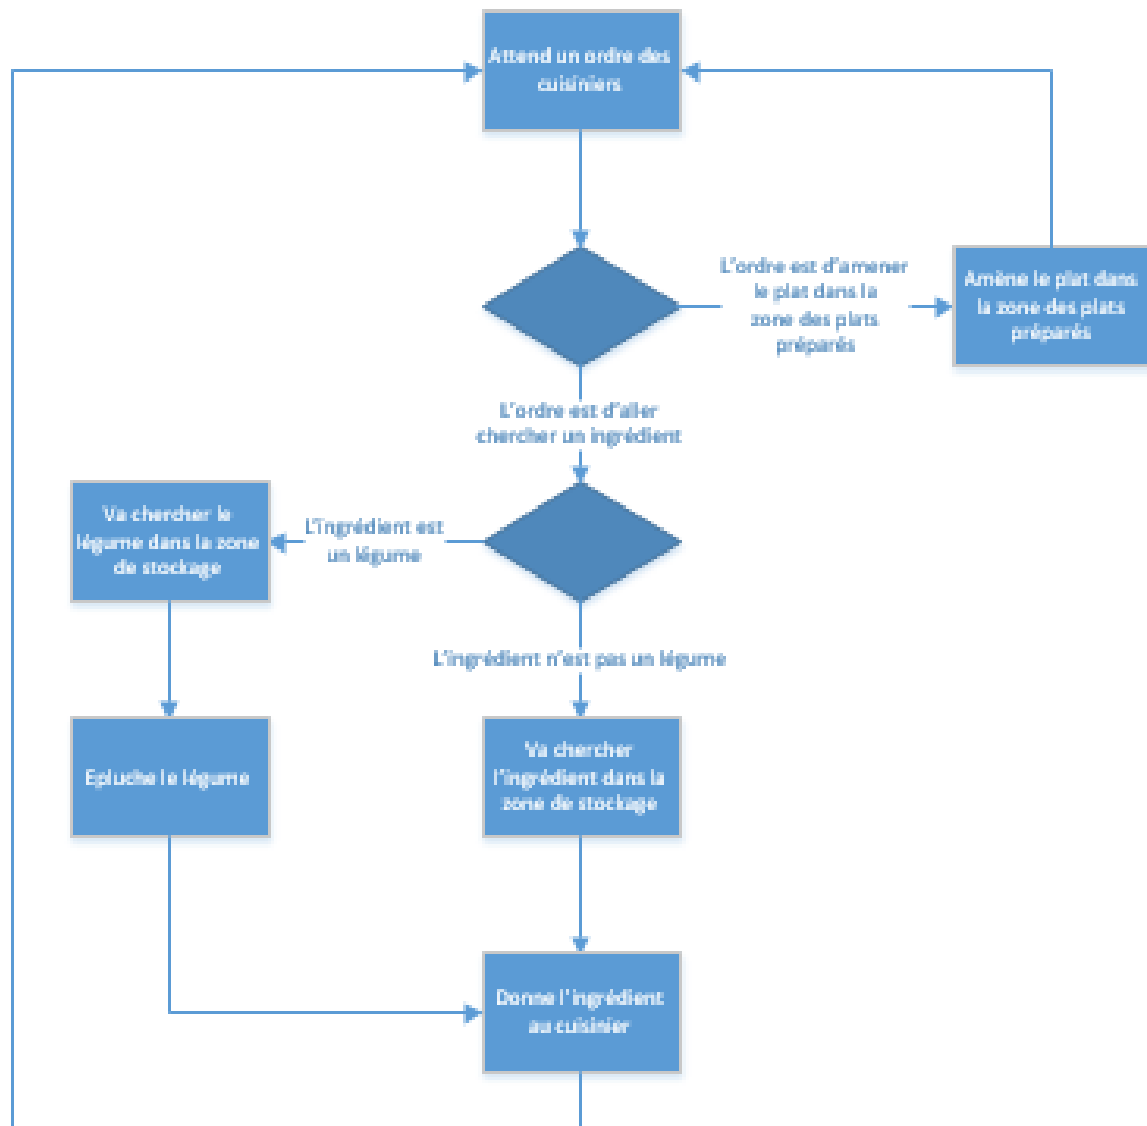 Attend un ordre des
cuisiniers
L'ordre est d'amener
le plat dans la
zone des plats
préparés
Amène le plat dans
la zone des plats
préparés
L'ordre est d'aller
chercher un ingrédient
Va chercher le
légume dans la zone
de stockage
L'ingrédient est
un légume
L'ingrédient n'est pas un légume
Epluche le légume
Va chercher
l'ingrédient dans la
zone de stockage
Donne l'ingrédient
au cuisinier